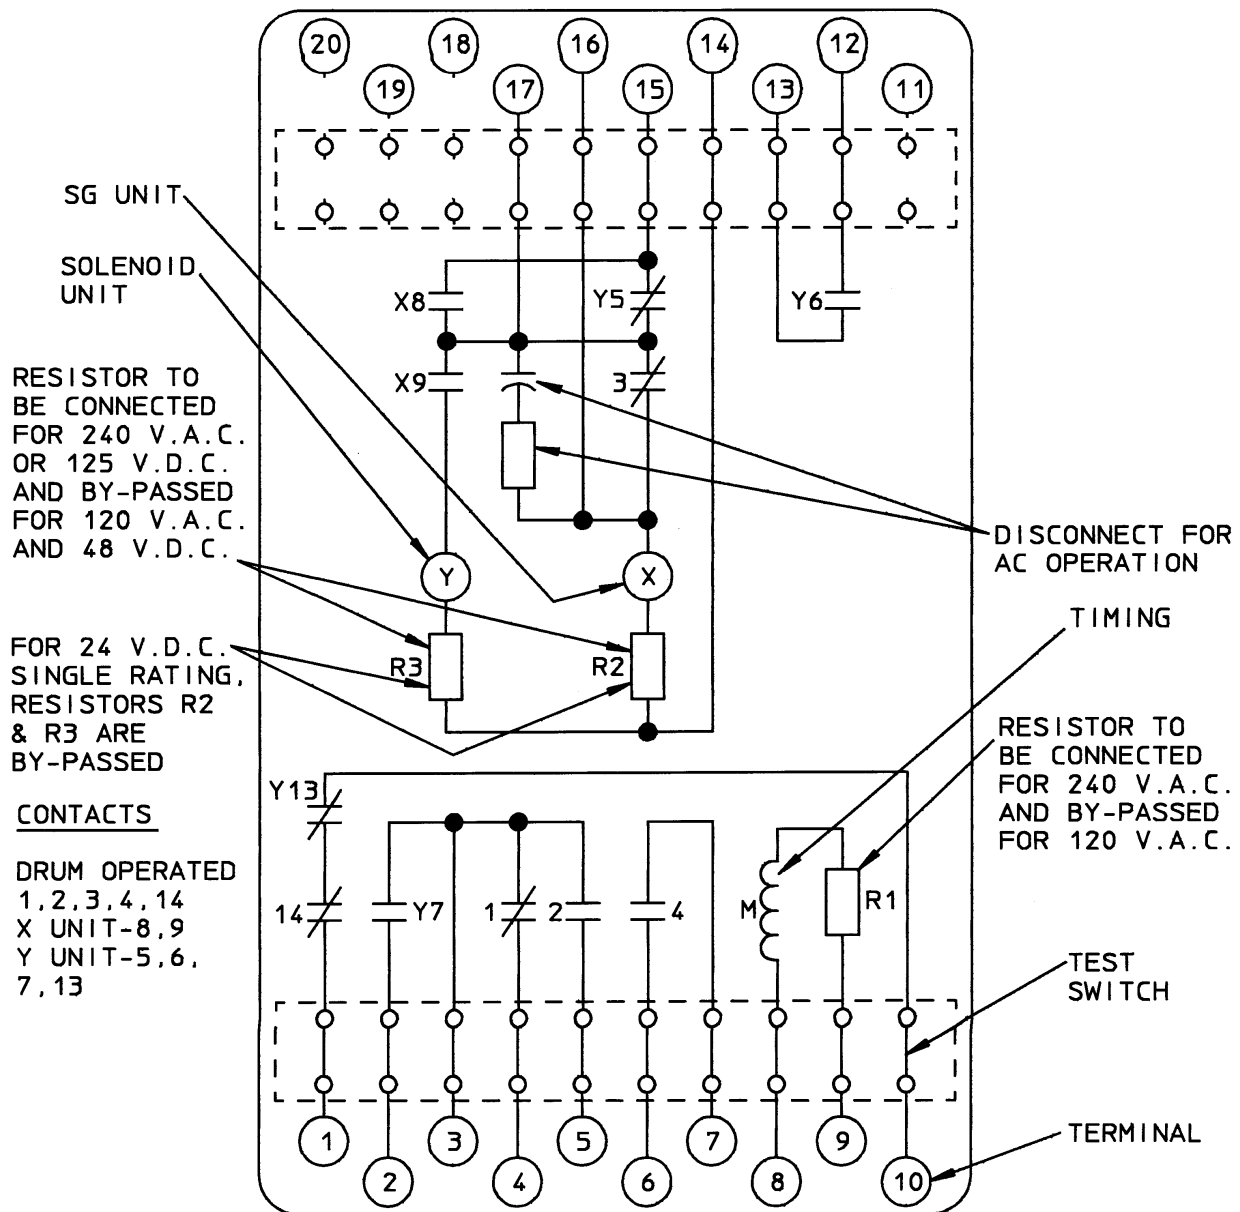 20
18
16
14
12
19
17
15
13
11
SG UNIT
SOLENOID
UNIT
X8
Y5
Y6
RESISTOR TO
BE CONNECTED
FOR 240 V.A.C.
OR 125 V.D.C.
AND BY-PASSED
FOR 120 V.A.C.
AND 48 V.D.C.
X9
3
DISCONNECT FOR
AC OPERATION
Y
X
TIMING
FOR 24 V.D.C.
SINGLE RATING,
RESISTORS R2
& R3 ARE
BY-PASSED
R3
R2
RESISTOR TO
BE CONNECTED
FOR 240 V.A.C.
AND BY-PASSED
FOR 120 V.A.C.
Y13
CONTACTS
DRUM OPERATED
1,2,3,4,14
X UNIT-8,9
Y UNIT-5,6,
7,13
14
Y7
1
2
4
M
R1
TEST
SWITCH
1
3
5
7
9
TERMINAL
2
4
6
8
10